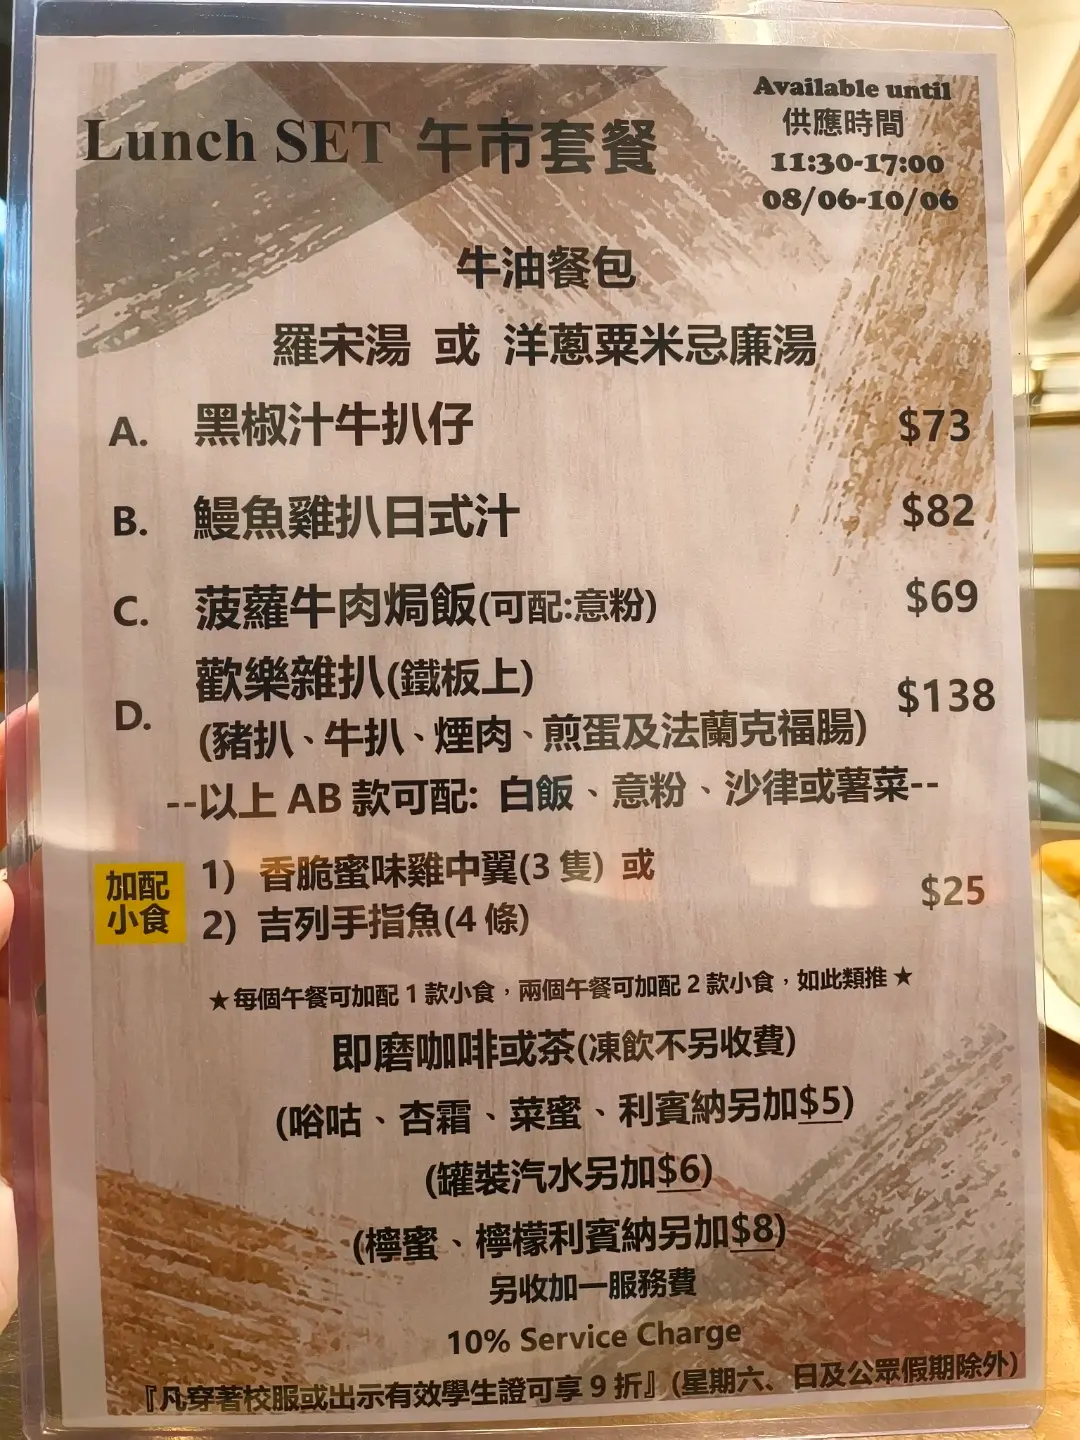 Lunch SET 午市套餐
Available until
供應時間
11:30-17:00
08/06-10/06
牛油餐包
羅宋湯 或 洋蔥粟米忌廉湯
A. 黑椒汁牛扒仔 $73
B. 鰻魚雞扒日式汁 $82
C. 菠蘿牛肉焗飯(可配:意粉) $69
D. 歡樂雜扒(鐵板上) $138
(豬扒、牛扒、煙肉、煎蛋及法蘭克福腸)
--以上 AB 款可配: 白飯、意粉、沙律或薯菜--
加配小食
1) 香脆蜜味雞中翼(3 隻) 或
2) 吉列手指魚(4 條)
$25
★每個午餐可加配 1 款小食，兩個午餐可加配 2 款小食，如此類推★
即磨咖啡或茶(凍飲不另收費)
(唂咕、杏霜、菜蜜、利賓納另加$5)
(罐裝汽水另加$6)
(檸蜜、檸檬利賓納另加$8)
另收加一服務費
10% Service Charge
『凡穿著校服或出示有效學生證可享 9 折』(星期六、日及公眾假期除外)